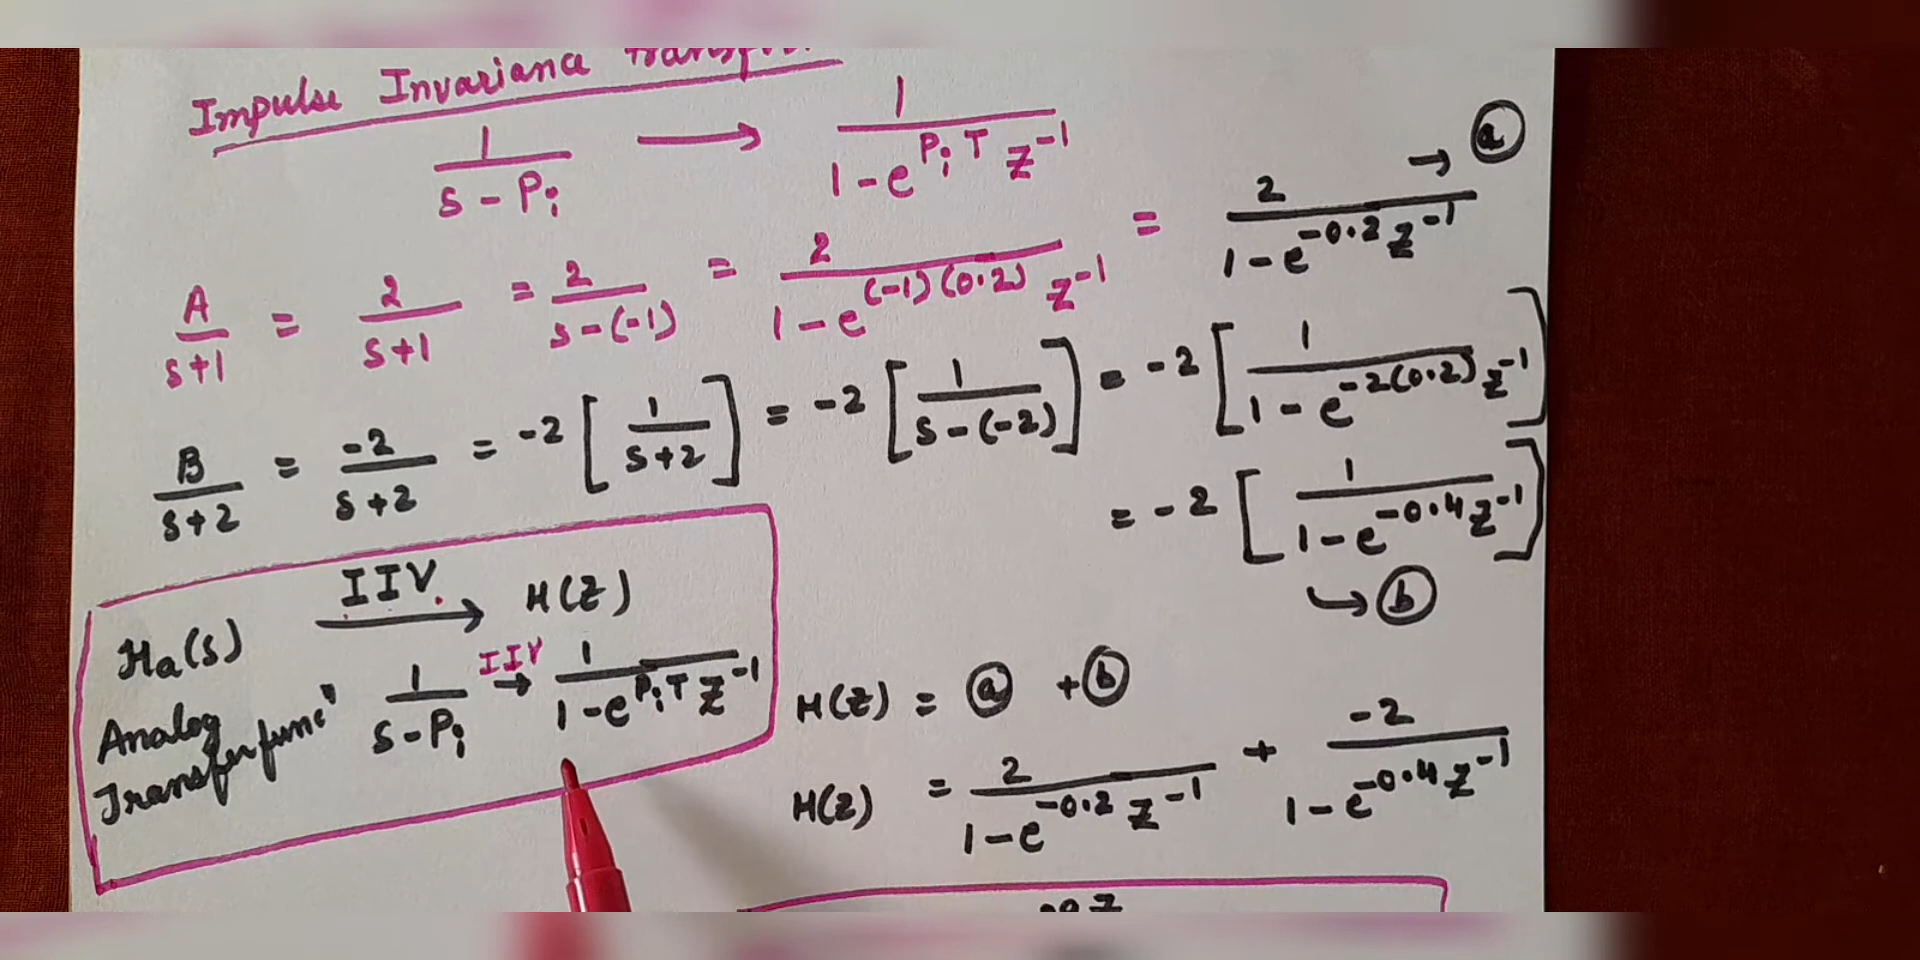 Impulse Invariance
1/(s - Pi) → 1/(1 - e^(PiT) z^-1)
A/(s+1) = 2/(s+1) = 2/(s-(-1)) = 2/(1 - e^((-1)(0.2)) z^-1) = 2/(1 - e^(-0.2) z^-1) → (a)
B/(s+2) = -2/(s+2) = -2 [1/(s+2)] = -2 [1/(s-(-2))] = -2 [1/(1 - e^(-2(0.2)) z^-1)]
= -2 [1/(1 - e^(-0.4) z^-1)]
↳ (b)
Ha(s) IIV. → H(Z)
Analog
Transfer func^n
1/(s - Pi) IIV → 1/(1 - e^(PiT) Z^-1)
H(Z) = (a) + (b)
H(Z) = 2/(1 - e^(-0.2) z^-1) + -2/(1 - e^(-0.4) z^-1)